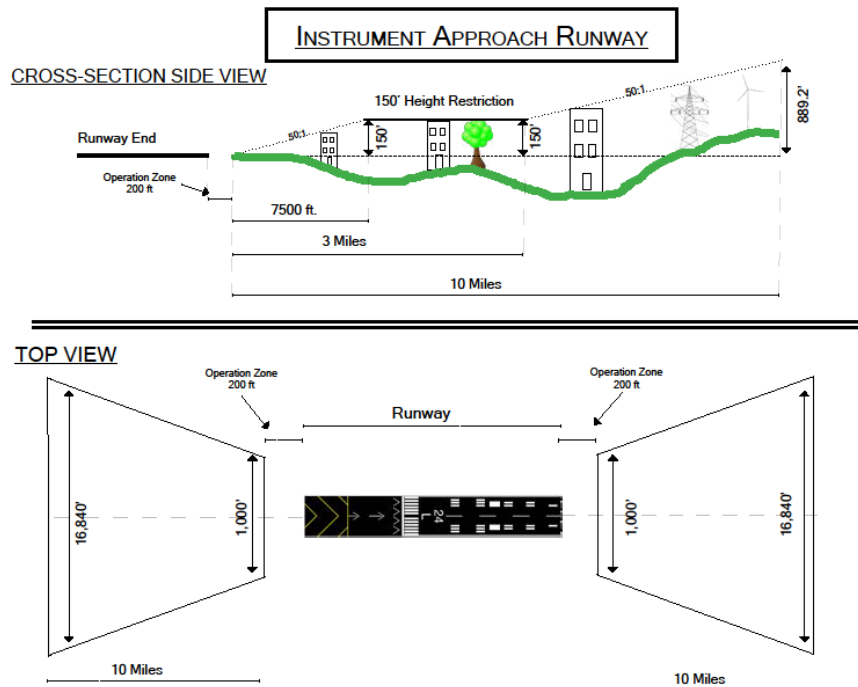 INSTRUMENT APPROACH RUNWAY
CROSS-SECTION SIDE VIEW
50:1
150' Height Restriction
50:1
889.2'
Runway End
150'
150'
Operation Zone
200 ft
7500 ft.
3 Miles
10 Miles
TOP VIEW
Operation Zone
200 ft
Operation Zone
200 ft
Runway
16,840'
1,000'
24
L
1,000'
16,840'
10 Miles
10 Miles